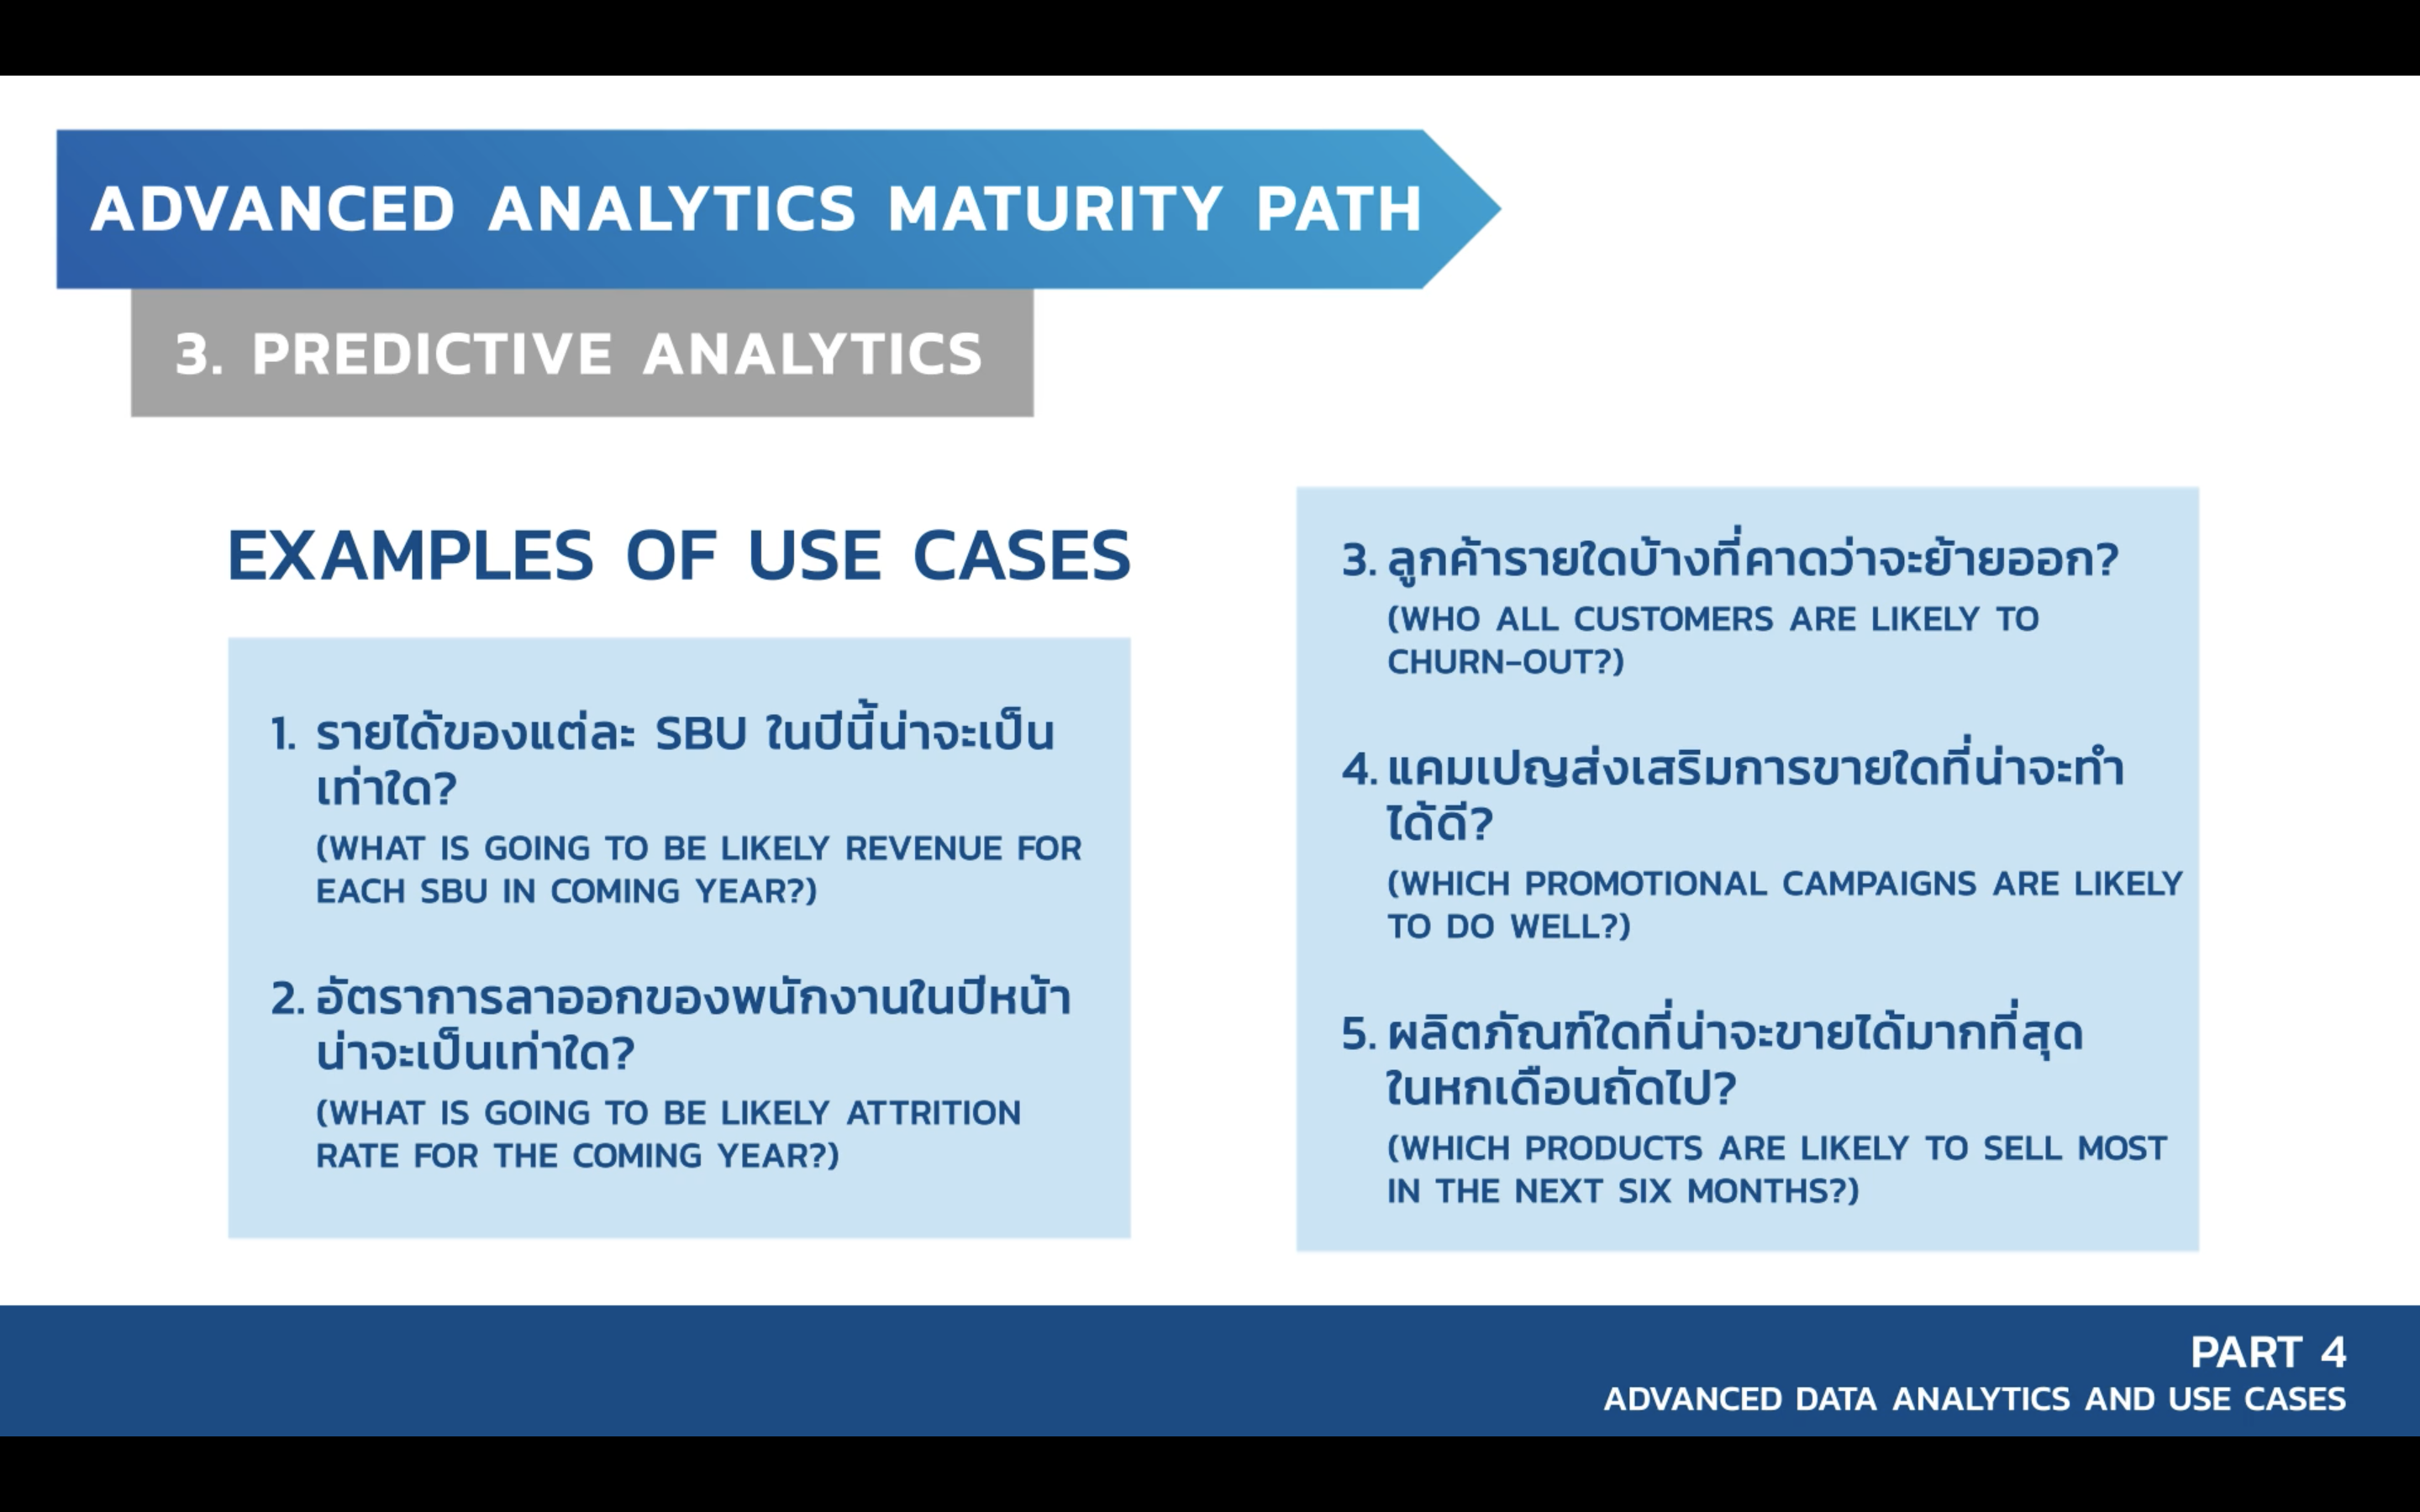 ADVANCED ANALYTICS MATURITY PATH
3. PREDICTIVE ANALYTICS
EXAMPLES OF USE CASES
1. รายได้ของแต่ละ SBU ในปีนี้น่าจะเป็น
เท่าใด?
(WHAT IS GOING TO BE LIKELY REVENUE FOR
EACH SBU IN COMING YEAR?)
2. อัตราการลาออกของพนักงานในปีหน้า
น่าจะเป็นเท่าใด?
(WHAT IS GOING TO BE LIKELY ATTRITION
RATE FOR THE COMING YEAR?)
3. ลูกค้ารายใดบ้างที่คาดว่าจะย้ายออก?
(WHO ALL CUSTOMERS ARE LIKELY TO
CHURN-OUT?)
4. แคมเปญส่งเสริมการขายใดที่น่าจะทำ
ได้ดี?
(WHICH PROMOTIONAL CAMPAIGNS ARE LIKELY
TO DO WELL?)
5. ผลิตภัณฑ์ใดที่น่าจะขายได้มากที่สุด
ในหกเดือนถัดไป?
(WHICH PRODUCTS ARE LIKELY TO SELL MOST
IN THE NEXT SIX MONTHS?)
PART 4
ADVANCED DATA ANALYTICS AND USE CASES